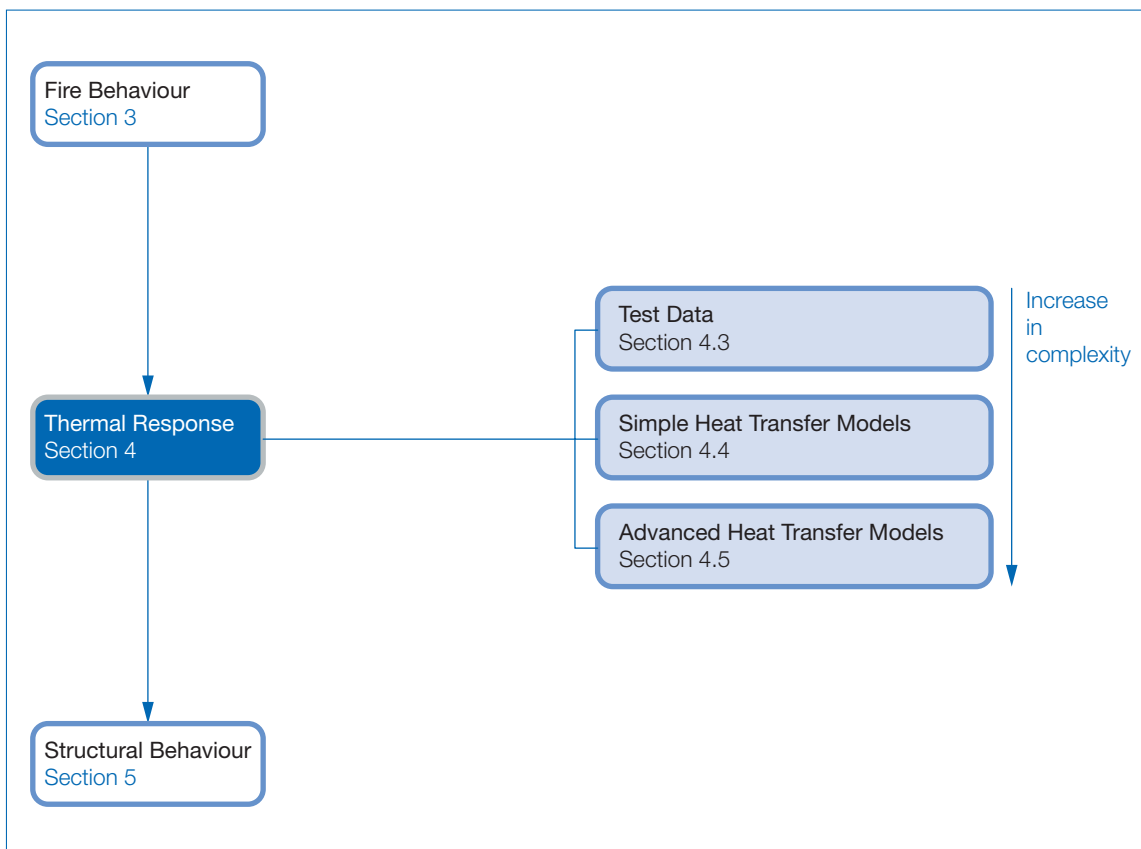 Fire Behaviour
Section 3
Thermal Response
Section 4
Test Data
Section 4.3
Simple Heat Transfer Models
Section 4.4
Advanced Heat Transfer Models
Section 4.5
Increase
in
complexity
Structural Behaviour
Section 5